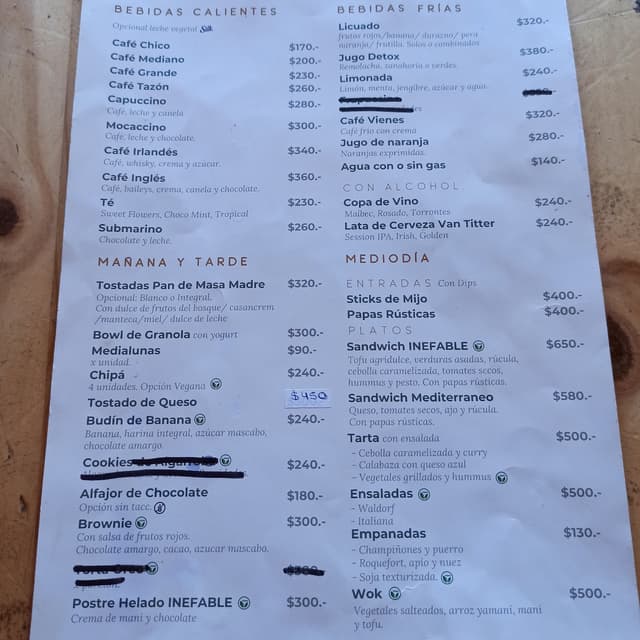 BEBIDAS CALIENTES
Opcional leche vegetal Silk
Café Chico $170.-
Café Mediano $200.-
Café Grande $230.-
Café Tazón $260.-
Capuccino $280.-
Café, leche y canela
Mocaccino $300.-
Café, leche y chocolate.
Café Irlandés $340.-
Café, whisky, crema y azúcar.
Café Inglés $360.-
Café, baileys, crema, canela y chocolate.
Té $230.-
Sweet Flowers, Choco Mint, Tropical
Submarino $260.-
Chocolate y leche.
MAÑANA Y TARDE
Tostadas Pan de Masa Madre $320.-
Opcional: Blanco o Integral.
Con dulce de frutos del bosque/ casancrem
/manteca/miel/ dulce de leche
Bowl de Granola con yogurt $300.-
Medialunas $90.-
x unidad.
Chipá $240.-
4 unidades. Opción Vegana
Tostado de Queso $450
Budín de Banana $240.-
Banana, harina integral, azúcar mascabo,
chocolate amargo.
Cookies $240.-
Alfajor de Chocolate $180.-
Opción sin tacc.
Brownie $300.-
Con salsa de frutos rojos.
Chocolate amargo, cacao, azucar mascabo.
Postre Helado INEFABLE $300.-
Crema de mani y chocolate
BEBIDAS FRÍAS
Licuado $320.-
frutos rojos/banana/ durazno/ pera
naranja/ frutilla. Solos o combinados
Jugo Detox $380.-
Remolacha, zanahoria o verdes.
Limonada $240.-
Limón, menta, jengibre, azúcar y agua.
Café Vienes $320.-
Café frío con crema
Jugo de naranja $280.-
Naranjas exprimidas.
Agua con o sin gas $140.-
CON ALCOHOL
Copa de Vino $240.-
Malbec, Rosado, Torrontes
Lata de Cerveza Van Titter $240.-
Session IPA, Irish, Golden
MEDIODÍA
ENTRADAS Con Dips
Sticks de Mijo $400.-
Papas Rústicas $400.-
PLATOS
Sandwich INEFABLE $650.-
Tofu agridulce, verduras asadas, rúcula,
cebolla caramelizada, tomates secos,
hummus y pesto. Con papas rústicas.
Sandwich Mediterraneo $580.-
Queso, tomates secos, ajo y rúcula.
Con papas rústicas.
Tarta con ensalada $500.-
- Cebolla caramelizada y curry
- Calabaza con queso azul
- Vegetales grillados y hummus
Ensaladas $500.-
- Waldorf
- Italiana
Empanadas $130.-
- Champiñones y puerro
- Roquefort, apio y nuez
- Soja texturizada.
Wok $500.-
Vegetales salteados, arroz yamani, mani
y tofu.